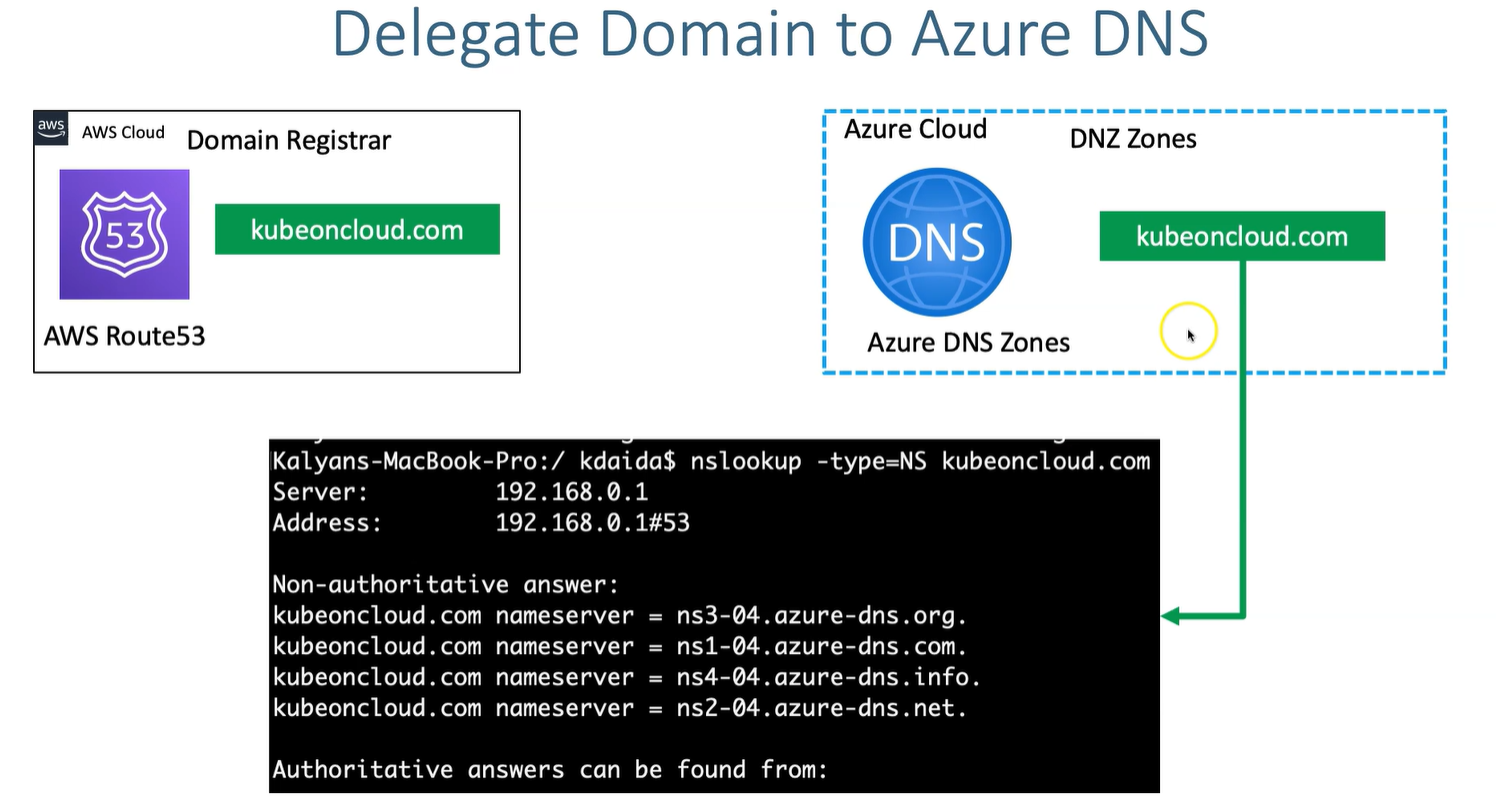 Delegate Domain to Azure DNS
aws
AWS Cloud
Domain Registrar
53
kubeoncloud.com
AWS Route53
Azure Cloud
DNZ Zones
DNS
kubeoncloud.com
Azure DNS Zones
Kalyans-MacBook-Pro:/ kdaida$ nslookup -type=NS kubeoncloud.com
Server: 192.168.0.1
Address: 192.168.0.1#53
Non-authoritative answer:
kubeoncloud.com nameserver = ns3-04.azure-dns.org.
kubeoncloud.com nameserver = ns1-04.azure-dns.com.
kubeoncloud.com nameserver = ns4-04.azure-dns.info.
kubeoncloud.com nameserver = ns2-04.azure-dns.net.
Authoritative answers can be found from: